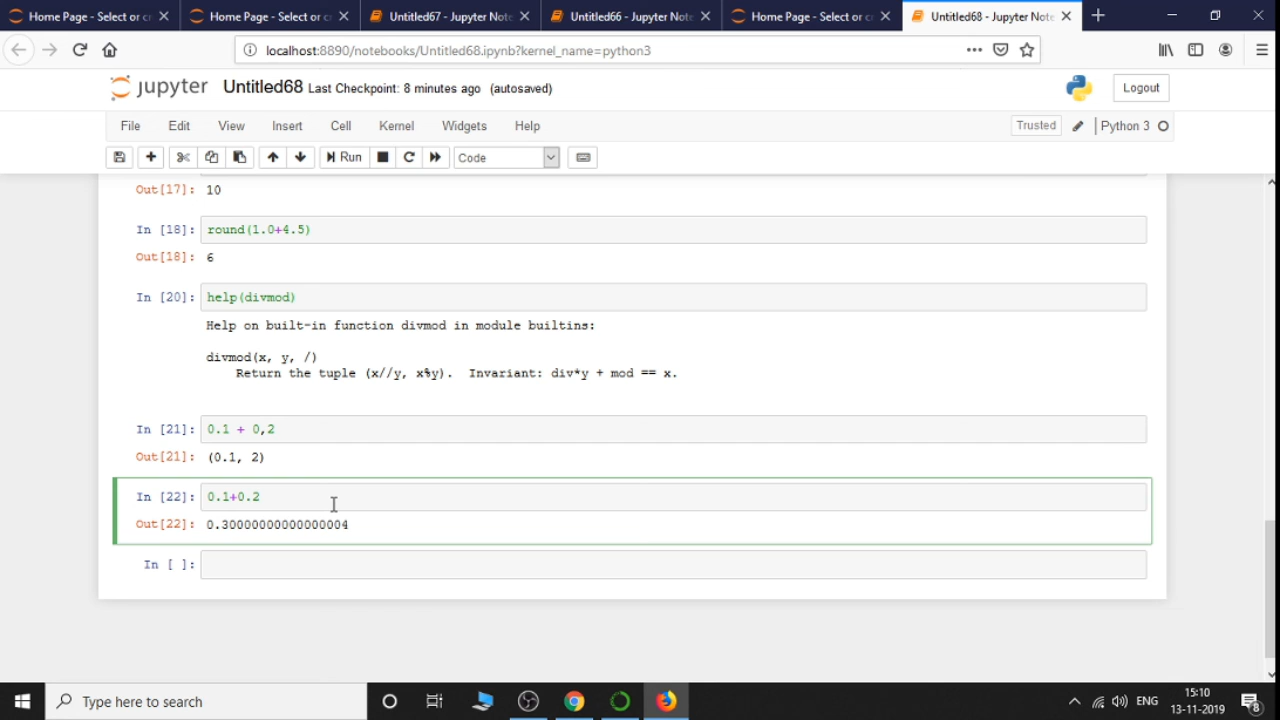 Home Page - Select or cr
Home Page - Select or cr
Untitled67 - Jupyter Note
Untitled66 - Jupyter Note
Home Page - Select or cr
Untitled68 - Jupyter Note
localhost:8890/notebooks/Untitled68.ipynb?kernel_name=python3
jupyter Untitled68 Last Checkpoint: 8 minutes ago (autosaved)
Logout
File Edit View Insert Cell Kernel Widgets Help
Trusted
Python 3
Run
Code
Out[17]: 10
In [18]: round(1.0+4.5)
Out[18]: 6
In [20]: help(divmod)
Help on built-in function divmod in module builtins:
divmod(x, y, /)
Return the tuple (x//y, x%y).  Invariant: div*y + mod == x.
In [21]: 0.1 + 0,2
Out[21]: (0.1, 2)
In [22]: 0.1+0.2
Out[22]: 0.30000000000000004
In [ ]:
Type here to search
ENG
15:10
13-11-2019
8